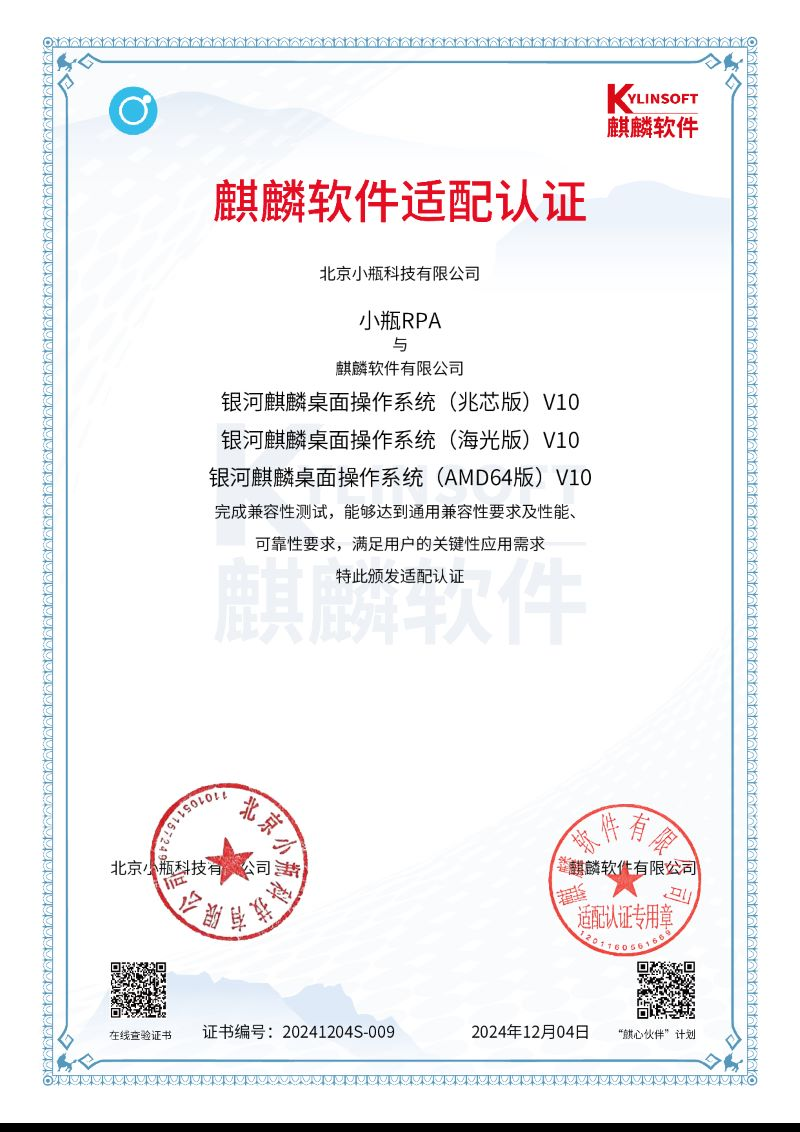 KYLINSOFT
麒麟软件
麒麟软件适配认证
北京小瓶科技有限公司
小瓶RPA
与
麒麟软件有限公司
银河麒麟桌面操作系统（兆芯版）V10
银河麒麟桌面操作系统（海光版）V10
银河麒麟桌面操作系统（AMD64版）V10
完成兼容性测试，能够达到通用兼容性要求及性能、
可靠性要求，满足用户的关键性应用需求
特此颁发适配认证
KYLINSOFT
麒麟软件
北京小瓶科技有限公司
北京小瓶科技有限公司
1101051157249
麒麟软件有限公司
麒麟软件有限公司
适配认证专用章
在线查验证书
证书编号：20241204S-009
2024年12月04日
“麒心伙伴”计划